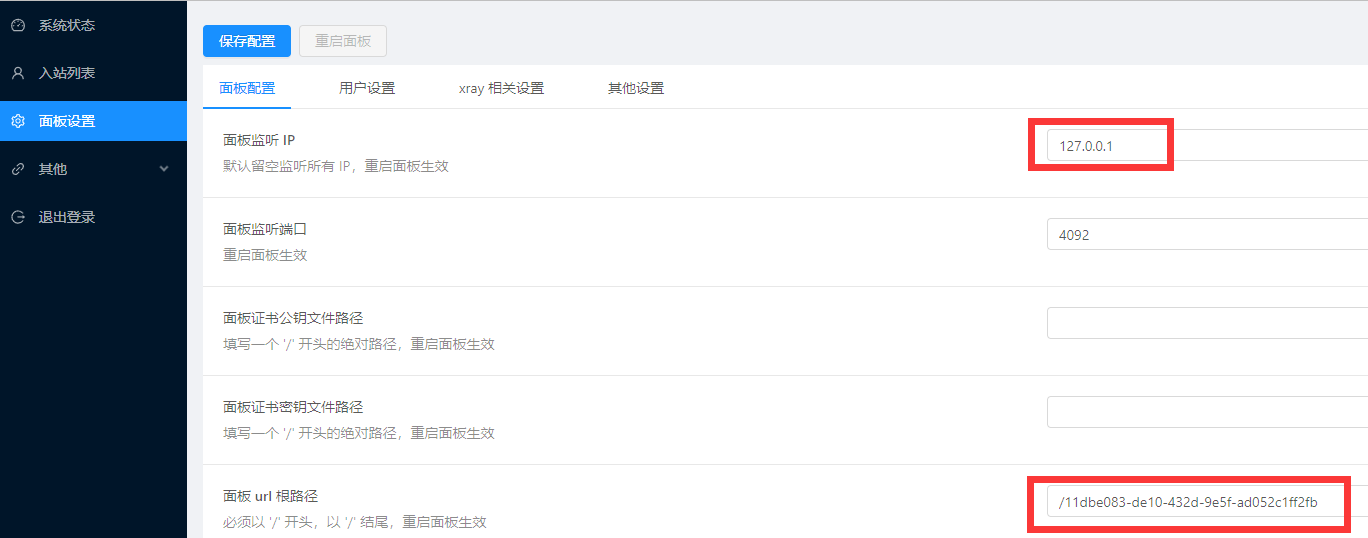 系统状态
入站列表
面板设置
其他
退出登录
保存配置
重启面板
面板配置
用户设置
xray 相关设置
其他设置
面板监听 IP
默认留空监听所有 IP，重启面板生效
127.0.0.1
面板监听端口
重启面板生效
4092
面板证书公钥文件路径
填写一个 '/' 开头的绝对路径，重启面板生效
面板证书密钥文件路径
填写一个 '/' 开头的绝对路径，重启面板生效
面板 url 根路径
必须以 '/' 开头，以 '/' 结尾，重启面板生效
/11dbe083-de10-432d-9e5f-ad052c1ff2fb